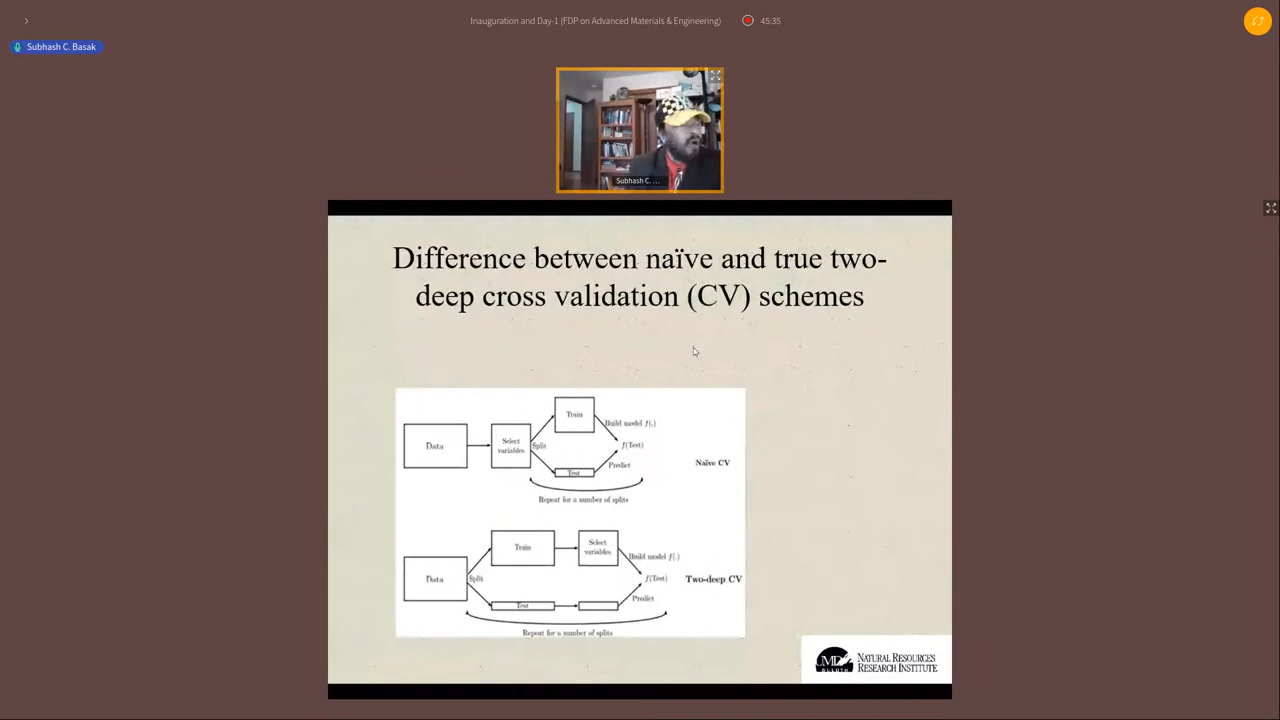 Inauguration and Day-1 (FDP on Advanced Materials & Engineering)
45:35
Subhash C. Basak
Subhash C. ...
Difference between naïve and true two-
deep cross validation (CV) schemes
Train
Build model f(.)
Data
Select
variables
Split
f(Test)
Test
Predict
Naïve CV
Repeat for a number of splits
Train
Select
variables
Build model f(.)
Data
Split
f(Test)
Two-deep CV
Test
Predict
Repeat for a number of splits
UMD
DULUTH
NATURAL RESOURCES
RESEARCH INSTITUTE